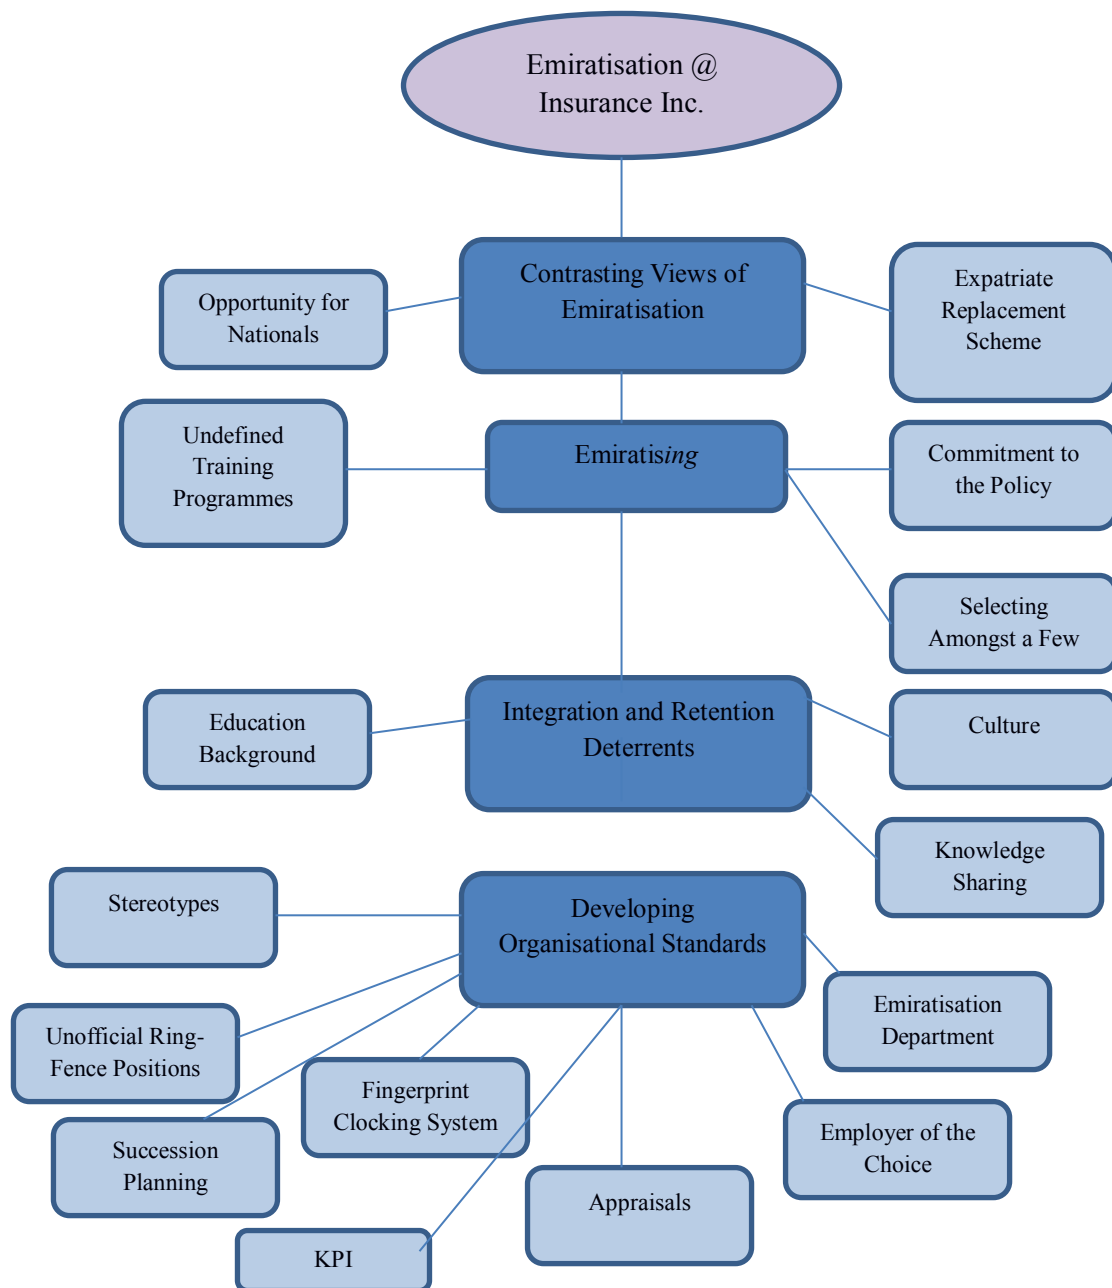 Emiratisation @
Insurance Inc.
Contrasting Views of
Emiratisation
Opportunity for
Nationals
Expatriate
Replacement
Scheme
Undefined
Training
Programmes
Emiratising
Commitment to
the Policy
Selecting
Amongst a Few
Education
Background
Integration and Retention
Deterrents
Culture
Knowledge
Sharing
Stereotypes
Developing
Organisational Standards
Emiratisation
Department
Unofficial Ring-
Fence Positions
Fingerprint
Clocking System
Employer of the
Choice
Succession
Planning
Appraisals
KPI